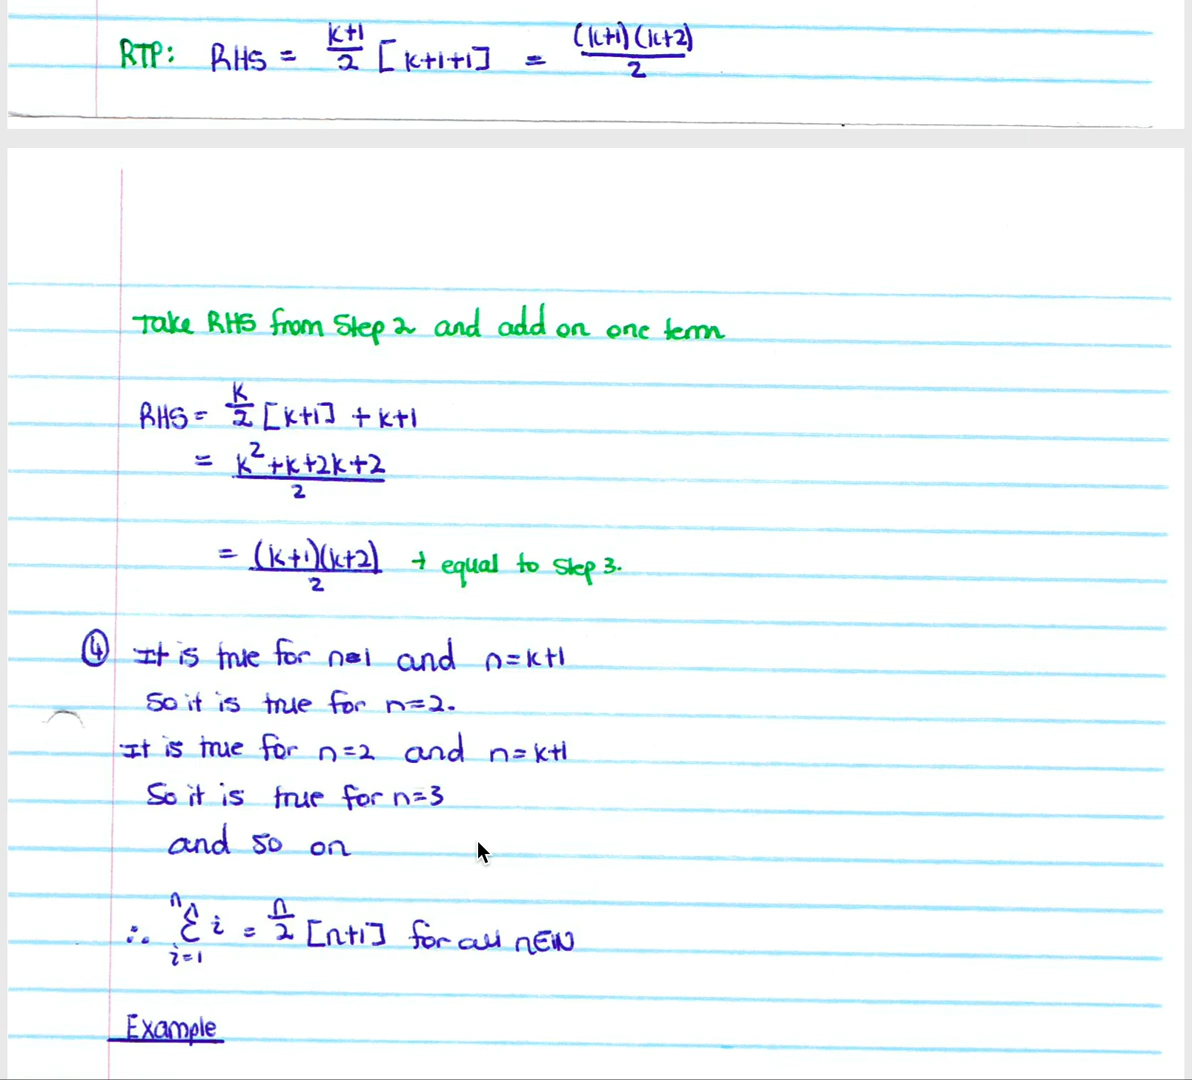 RTP: RHS = k+1/2 [k+1+1] = (k+1)(k+2)/2
Take RHS from Step 2 and add on one term
RHS = k/2 [k+1] + k+1
= k²+k+2k+2/2
= (k+1)(k+2)/2 → equal to Step 3.
④ It is true for n=1 and n=k+1
So it is true for n=2.
It is true for n=2 and n=k+1
So it is true for n=3
and so on
∴ n Σ i=1 i = n/2 [n+1] for all n∈ℕ
Example